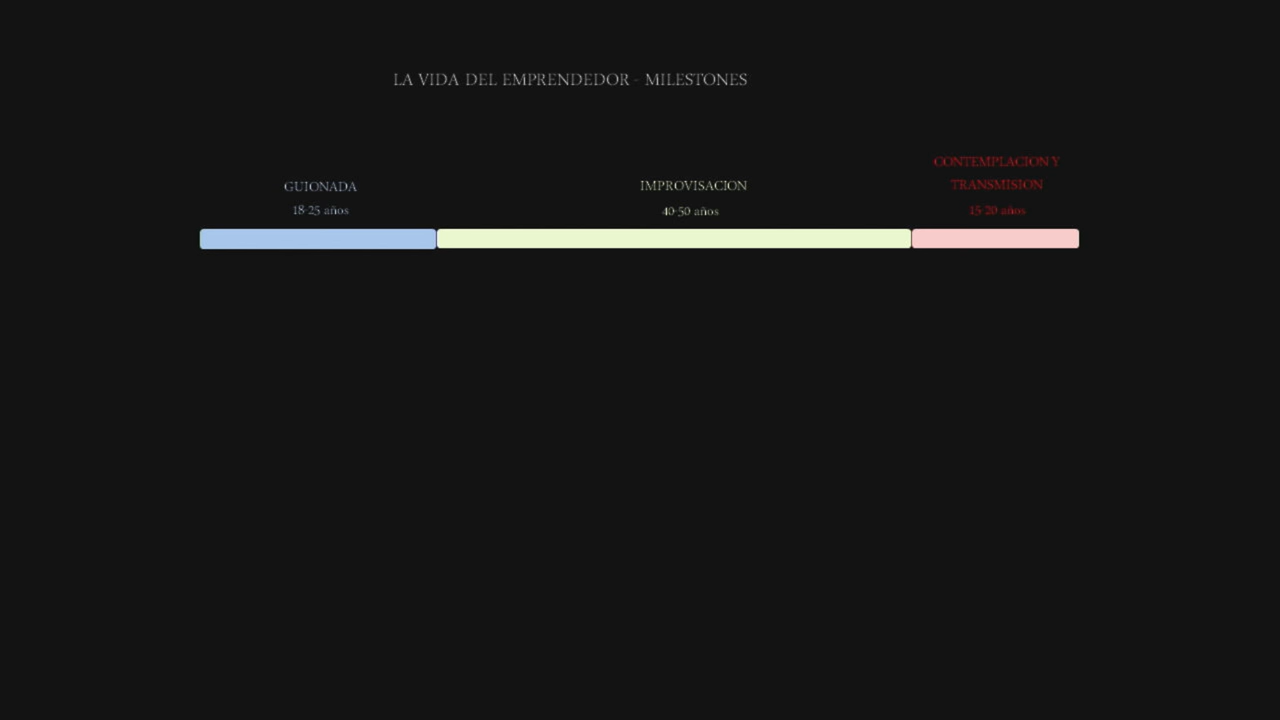 LA VIDA DEL EMPRENDEDOR - MILESTONES
GUIONADA
18-25 años
IMPROVISACION
40-50 años
CONTEMPLACION Y
TRANSMISION
15-20 años